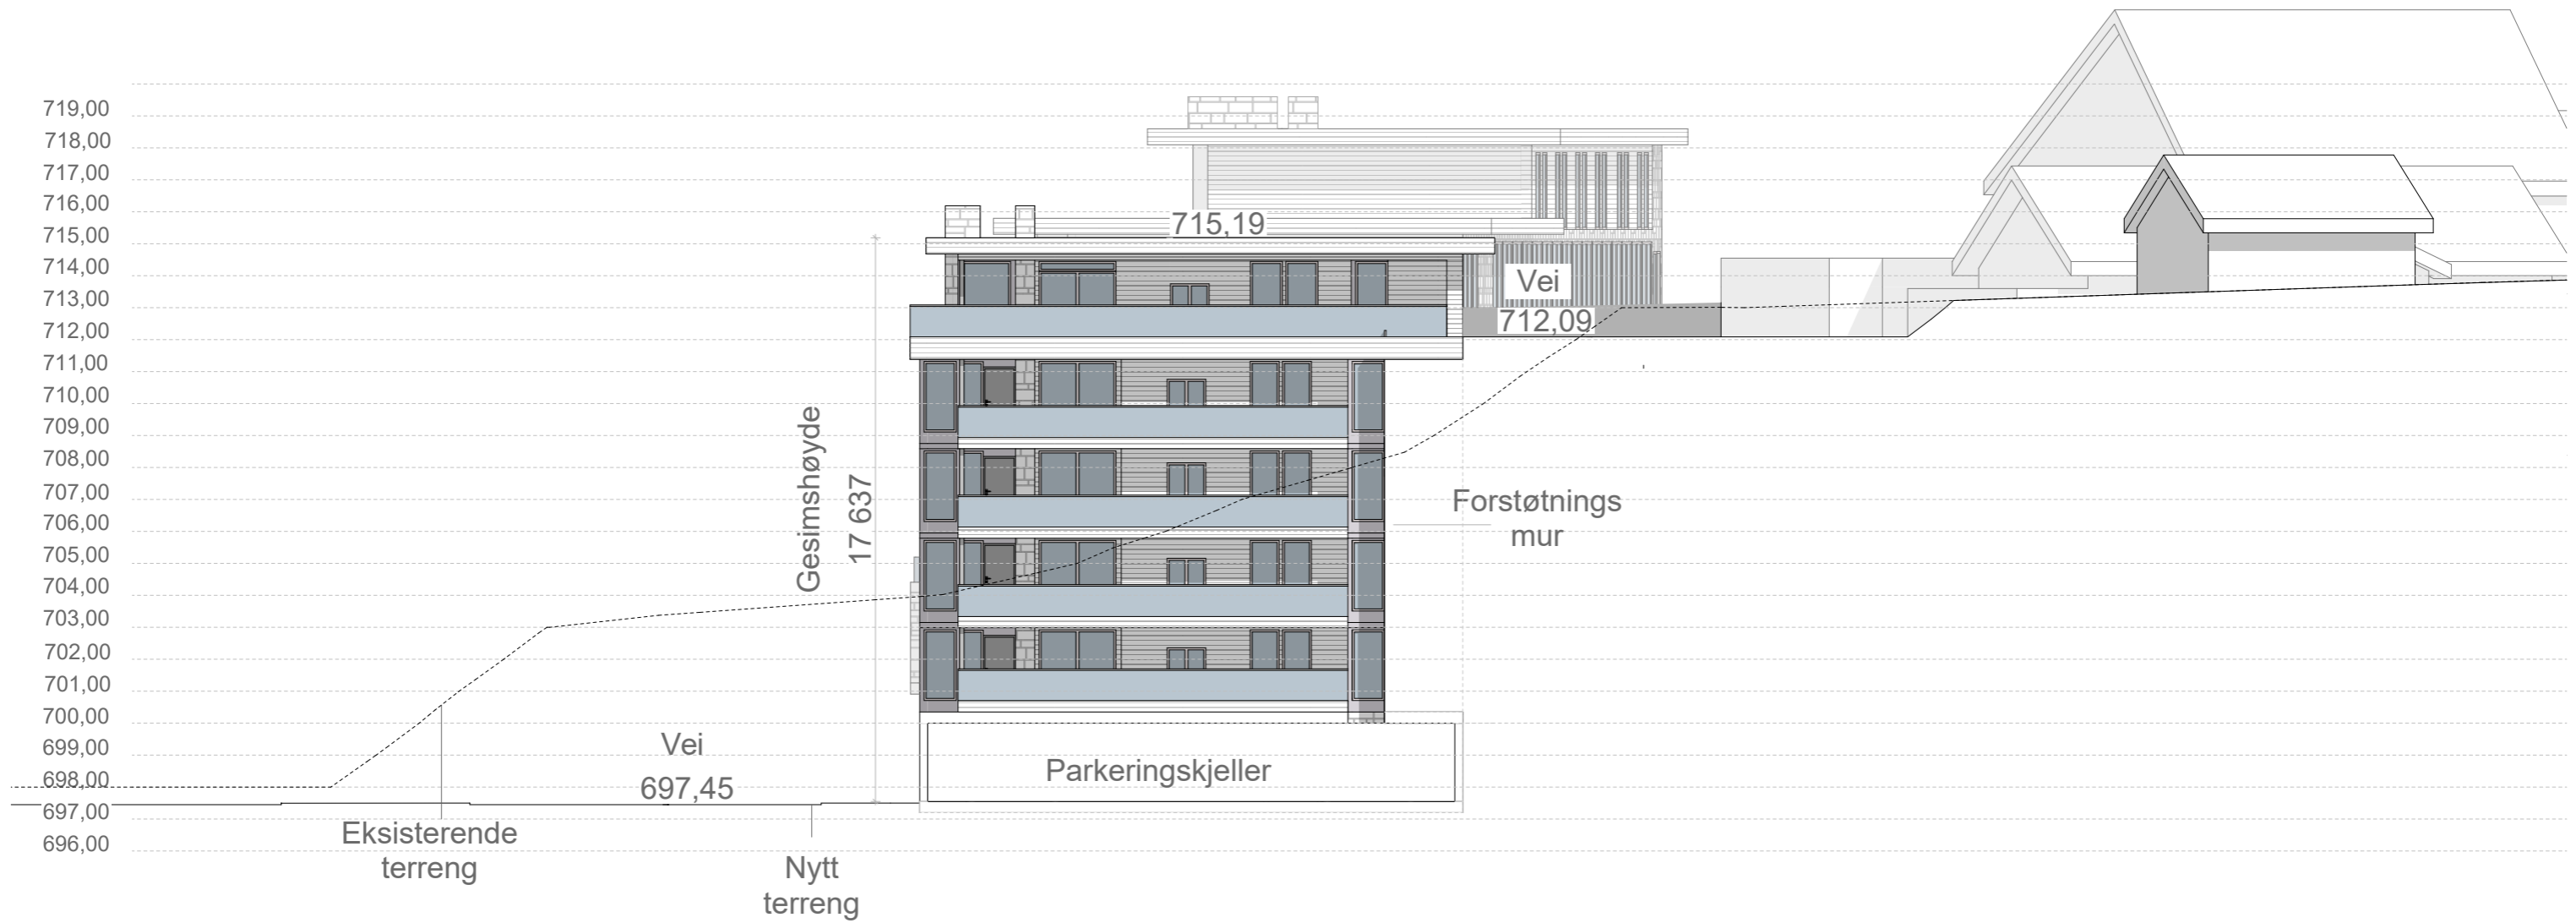 719,00
718,00
717,00
716,00
715,00
714,00
713,00
712,00
711,00
710,00
709,00
708,00
707,00
706,00
705,00
704,00
703,00
702,00
701,00
700,00
699,00
698,00
697,00
696,00
715,19
Vei
712,09
Gesimshøyde
17 637
Forstøtnings
mur
Vei
697,45
Parkeringskjeller
Eksisterende
terreng
Nytt
terreng